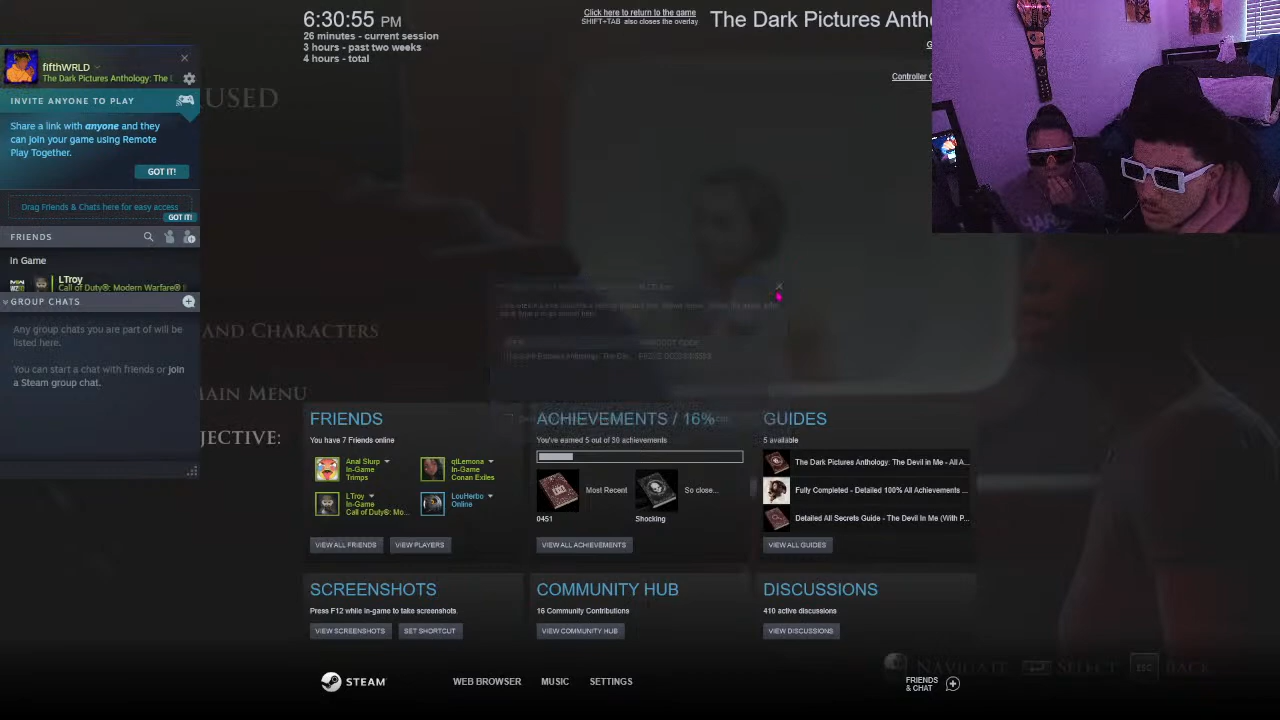 6:30:55 PM
26 minutes - current session
3 hours - past two weeks
4 hours - total
Click here to return to the game
SHIFT+TAB also closes the overlay
The Dark Pictures Anth
Controller
fifthWRLD
The Dark Pictures Anthology: The
INVITE ANYONE TO PLAY
Share a link with anyone and they
can join your game using Remote
Play Together.
GOT IT!
Drag Friends & Chats here for easy access
GOT IT!
FRIENDS
In Game
LTroy
Call of Duty®: Modern Warfare®
GROUP CHATS
Any group chats you are part of will be
listed here.
You can start a chat with friends or join
a Steam group chat.
USED
AND CHARACTERS
MAIN MENU
JECTIVE:
FRIENDS
You have 7 Friends online
Anal Slurp
In-Game
Trimps
qtLemona
In-Game
Conan Exiles
LTroy
In-Game
Call of Duty®: Mo...
LouHerbo
Online
VIEW ALL FRIENDS
VIEW PLAYERS
ACHIEVEMENTS / 16%
You've earned 5 out of 30 achievements
Most Recent
So close...
0451
Shocking
VIEW ALL ACHIEVEMENTS
GUIDES
5 available
The Dark Pictures Anthology: The Devil in Me - All A...
Fully Completed - Detailed 100% All Achievements ...
Detailed All Secrets Guide - The Devil In Me (With P...
VIEW ALL GUIDES
SCREENSHOTS
Press F12 while in-game to take screenshots.
VIEW SCREENSHOTS
SET SHORTCUT
COMMUNITY HUB
16 Community Contributions
VIEW COMMUNITY HUB
DISCUSSIONS
410 active discussions
VIEW DISCUSSIONS
NAVIGATE
SELECT
ESC
BACK
STEAM
WEB BROWSER
MUSIC
SETTINGS
FRIENDS
& CHAT